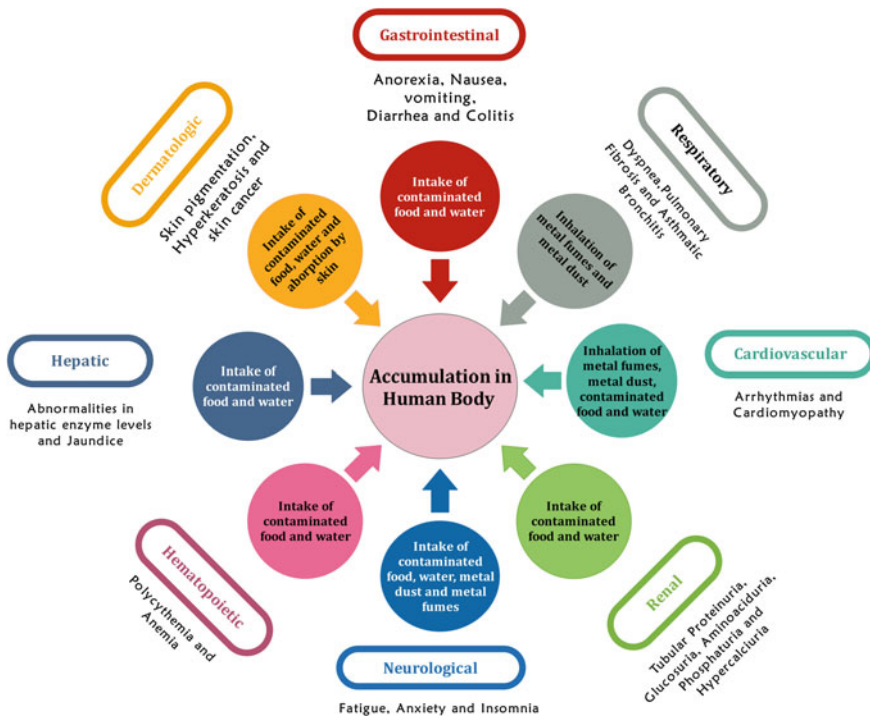 Gastrointestinal
Anorexia, Nausea,
vomiting,
Diarrhea and Colitis
Intake of
contaminated
food and water
Respiratory
Dyspnea,Pulmonary
Fibrosis and Asthmatic
Bronchitis
Inhalation of
metal fumes and
metal dust
Cardiovascular
Arrhythmias and
Cardiomyopathy
Inhalation of
metal fumes,
metal dust,
contaminated
food and water
Renal
Tubular Proteinuria,
Glucosuria, Aminoaciduria,
Phosphaturia and
Hypercalciuria
Intake of
contaminated
food and water
Neurological
Fatigue, Anxiety and Insomnia
Intake of
contaminated
food, water, metal
dust and metal
fumes
Hematopoietic
Polycythemia and
Anemia
Intake of
contaminated
food and water
Hepatic
Abnormalities in
hepatic enzyme levels
and Jaundice
Intake of
contaminated
food and water
Dermatologic
Skin pigmentation,
Hyperkeratosis and
skin cancer
Intake of
contaminated
food, water and
aborption by
skin
Accumulation in
Human Body